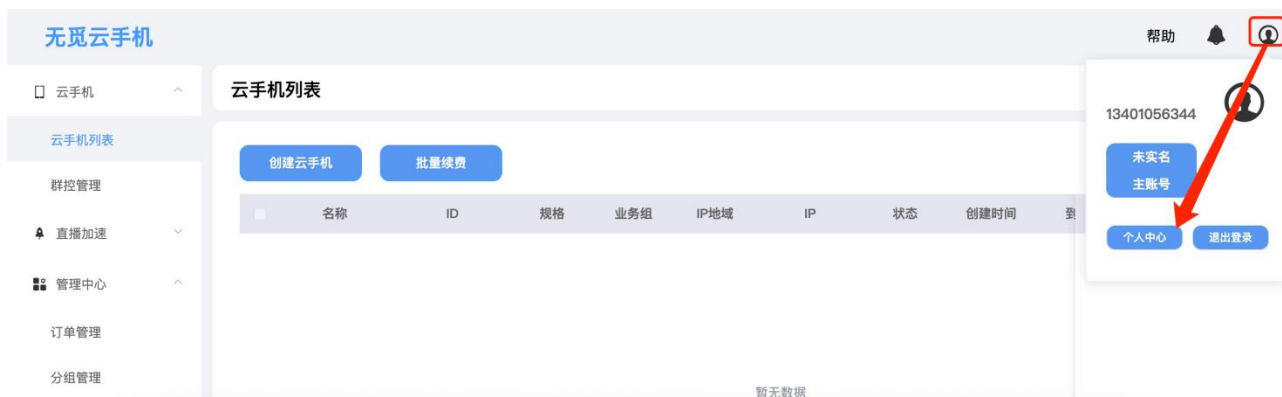 无觅云手机
帮助
云手机
云手机列表
群控管理
直播加速
管理中心
订单管理
分组管理
云手机列表
创建云手机 批量续费
名称 ID 规格 业务组 IP地域 IP 状态 创建时间 到
暂无数据
13401056344
未实名
主账号
个人中心 退出登录